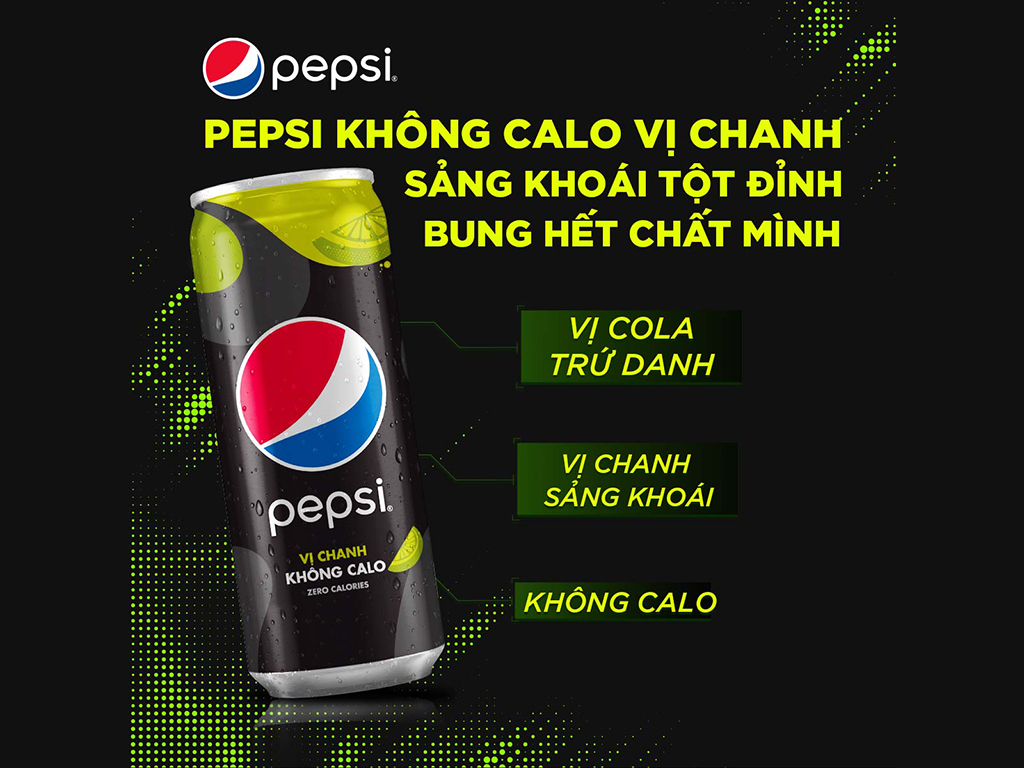 pepsi
PEPSI KHÔNG CALO VỊ CHANH
SẢNG KHOÁI TỘT ĐỈNH
BUNG HẾT CHẤT MÌNH
VỊ COLA
TRỨ DANH
VỊ CHANH
SẢNG KHOÁI
KHÔNG CALO
pepsi
VỊ CHANH
KHÔNG CALO
ZERO CALORIES